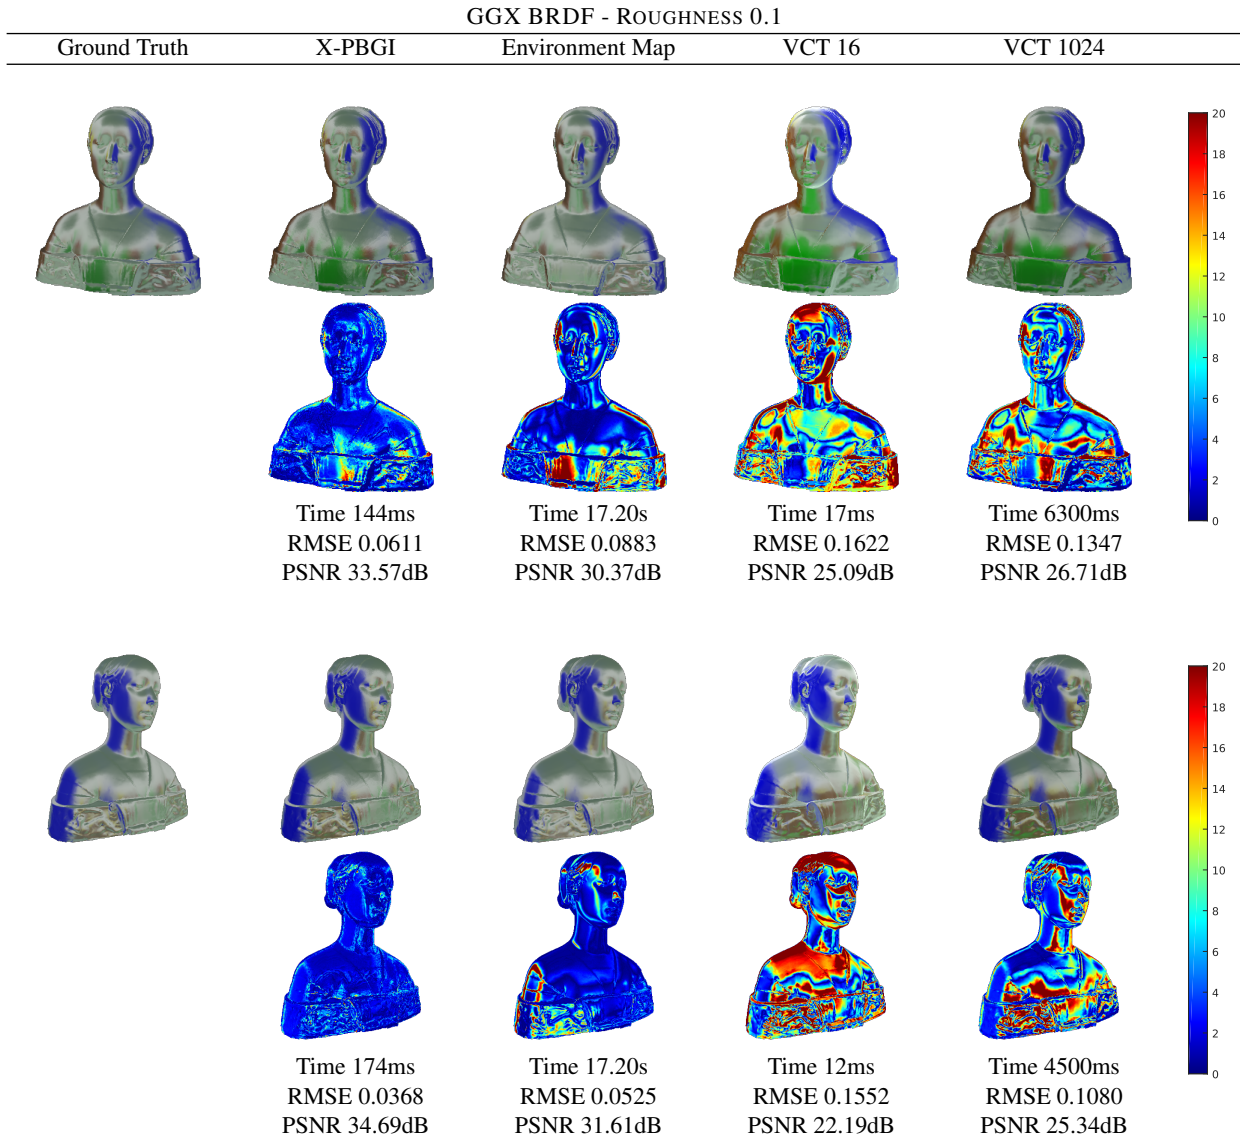 GGX BRDF - ROUGHNESS 0.1
Ground Truth X-PBGI Environment Map VCT 16 VCT 1024
20
18
16
14
12
10
8
6
4
2
0
Time 144ms Time 17.20s Time 17ms Time 6300ms
RMSE 0.0611 RMSE 0.0883 RMSE 0.1622 RMSE 0.1347
PSNR 33.57dB PSNR 30.37dB PSNR 25.09dB PSNR 26.71dB
20
18
16
14
12
10
8
6
4
2
0
Time 174ms Time 17.20s Time 12ms Time 4500ms
RMSE 0.0368 RMSE 0.0525 RMSE 0.1552 RMSE 0.1080
PSNR 34.69dB PSNR 31.61dB PSNR 22.19dB PSNR 25.34dB